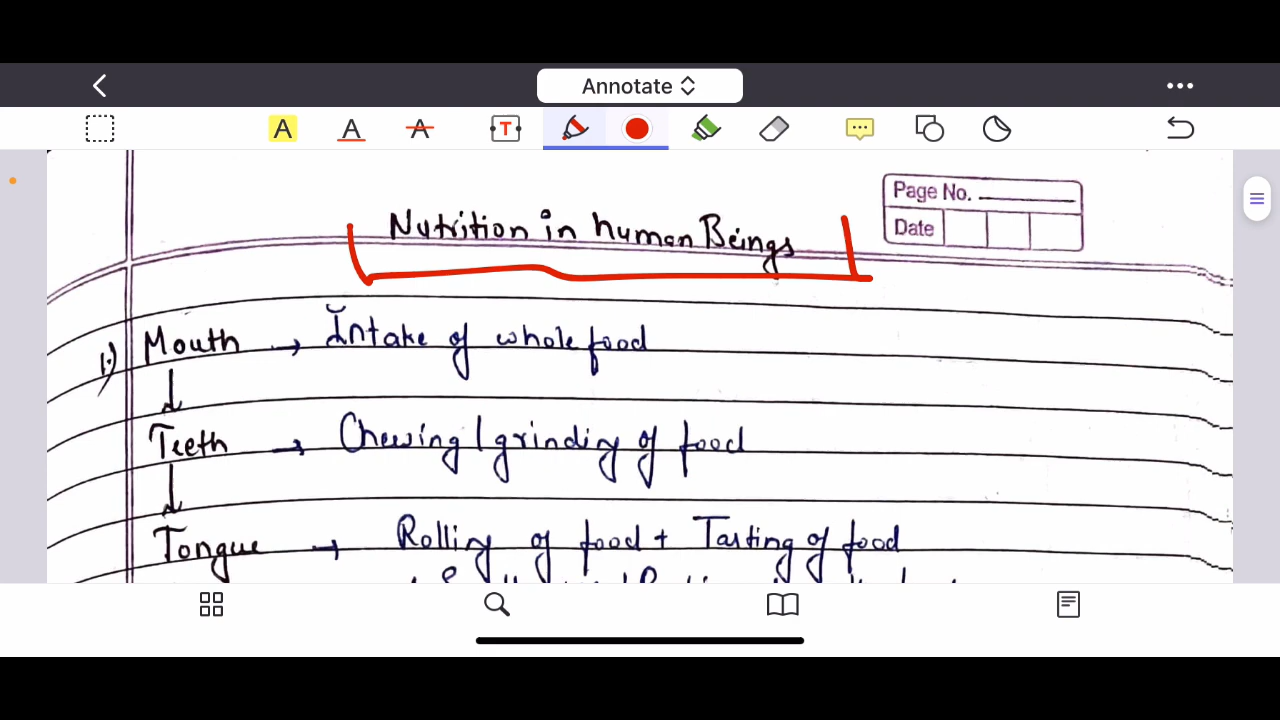 Annotate
A A A T
Page No.
Date
Nutrition in human Beings
1.) Mouth → Intake of whole food
↓
Teeth → Chewing / grinding of food
↓
Tongue → Rolling of food + Tasting of food